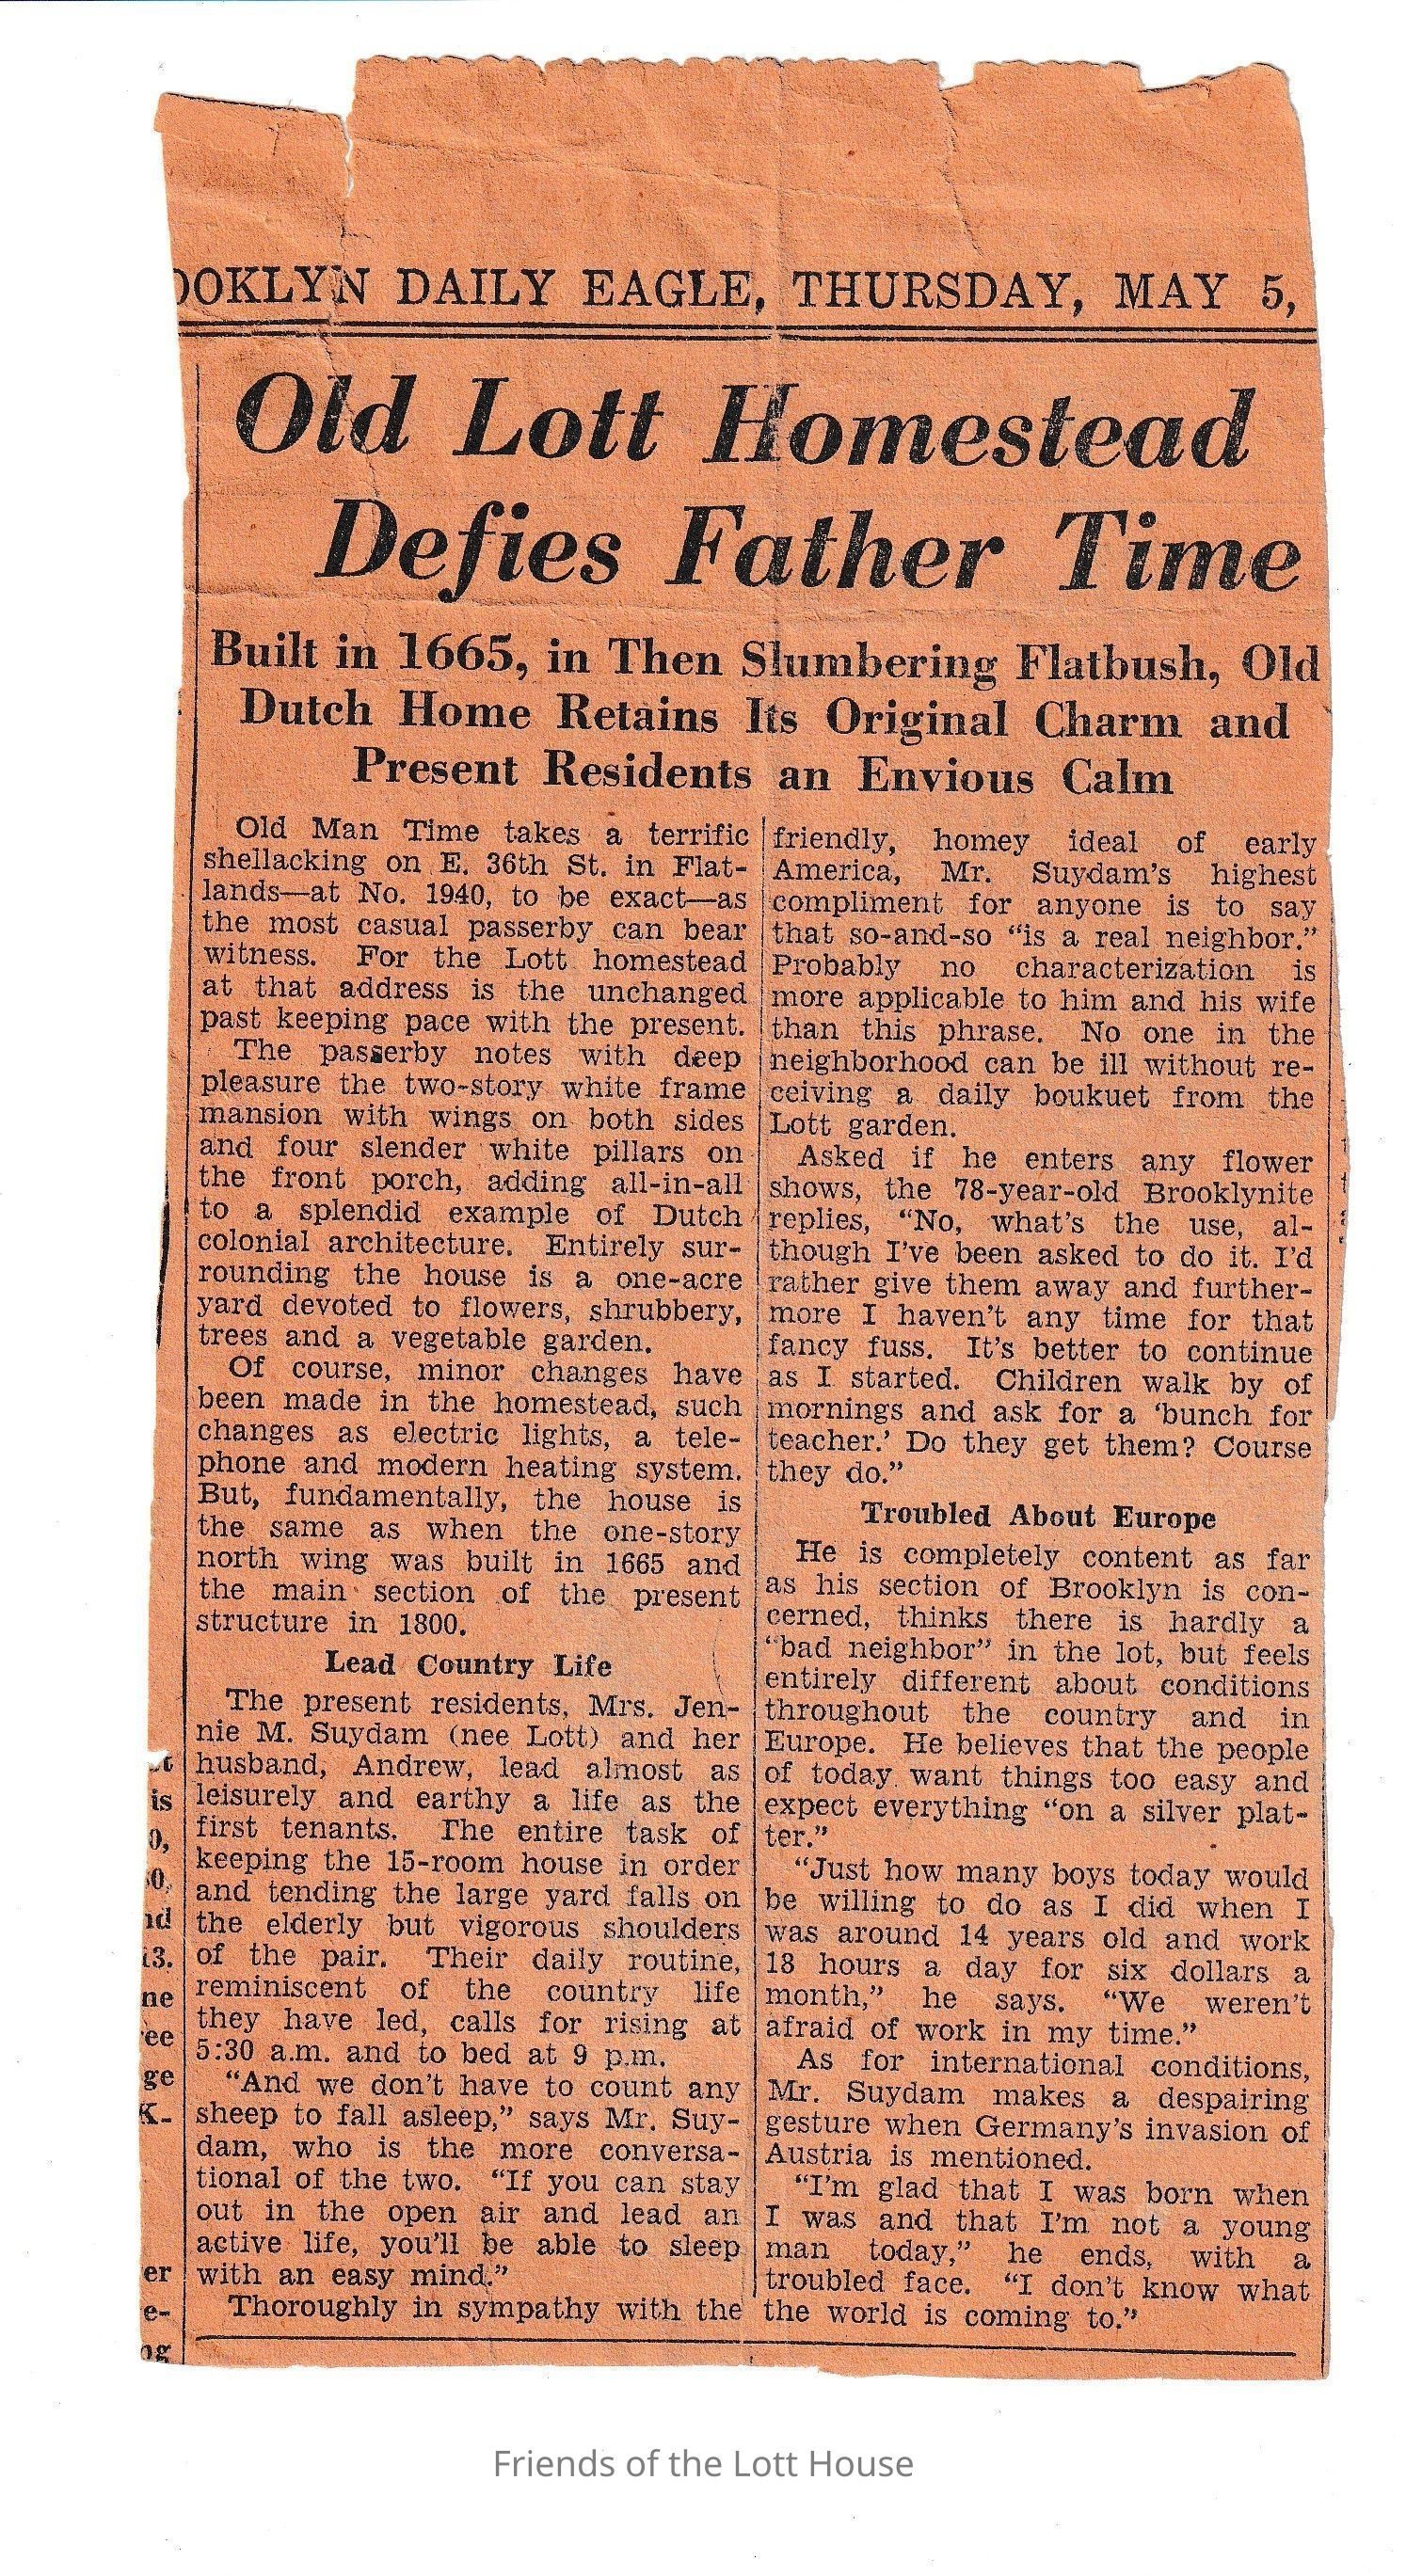 OOKLYN DAILY EAGLE, THURSDAY, MAY 5,
Old Lott Homestead
Defies Father Time
Built in 1665, in Then Slumbering Flatbush, Old
Dutch Home Retains Its Original Charm and
Present Residents an Envious Calm
Old Man Time takes a terrific
shellacking on E. 36th St. in Flat-
lands—at No. 1940, to be exact—as
the most casual passerby can bear
witness. For the Lott homestead
at that address is the unchanged
past keeping pace with the present.
The passerby notes with deep
pleasure the two-story white frame
mansion with wings on both sides
and four slender white pillars on
the front porch, adding all-in-all
to a splendid example of Dutch
colonial architecture. Entirely sur-
rounding the house is a one-acre
yard devoted to flowers, shrubbery,
trees and a vegetable garden.
Of course, minor changes have
been made in the homestead, such
changes as electric lights, a tele-
phone and modern heating system.
But, fundamentally, the house is
the same as when the one-story
north wing was built in 1665 and
the main section of the present
structure in 1800.
Lead Country Life
The present residents, Mrs. Jen-
nie M. Suydam (nee Lott) and her
husband, Andrew, lead almost as
leisurely and earthy a life as the
first tenants. The entire task of
keeping the 15-room house in order
and tending the large yard falls on
the elderly but vigorous shoulders
of the pair. Their daily routine,
reminiscent of the country life
they have led, calls for rising at
5:30 a.m. and to bed at 9 p.m.
“And we don’t have to count any
sheep to fall asleep,” says Mr. Suy-
dam, who is the more conversa-
tional of the two. “If you can stay
out in the open air and lead an
active life, you’ll be able to sleep
with an easy mind.”
Thoroughly in sympathy with the
friendly, homey ideal of early
America, Mr. Suydam’s highest
compliment for anyone is to say
that so-and-so “is a real neighbor.”
Probably no characterization is
more applicable to him and his wife
than this phrase. No one in the
neighborhood can be ill without re-
ceiving a daily boukuet from the
Lott garden.
Asked if he enters any flower
shows, the 78-year-old Brooklynite
replies, “No, what’s the use, al-
though I’ve been asked to do it. I’d
rather give them away and further-
more I haven’t any time for that
fancy fuss. It’s better to continue
as I started. Children walk by of
mornings and ask for a ‘bunch for
teacher.’ Do they get them? Course
they do.”
Troubled About Europe
He is completely content as far
as his section of Brooklyn is con-
cerned, thinks there is hardly a
“bad neighbor” in the lot, but feels
entirely different about conditions
throughout the country and in
Europe. He believes that the people
of today want things too easy and
expect everything “on a silver plat-
ter.”
“Just how many boys today would
be willing to do as I did when I
was around 14 years old and work
18 hours a day for six dollars a
month,” he says. “We weren’t
afraid of work in my time.”
As for international conditions,
Mr. Suydam makes a despairing
gesture when Germany’s invasion of
Austria is mentioned.
“I’m glad that I was born when
I was and that I’m not a young
man today,” he ends, with a
troubled face. “I don’t know what
the world is coming to.”
is
ne
ee
ge
K-
er
e-
Friends of the Lott House